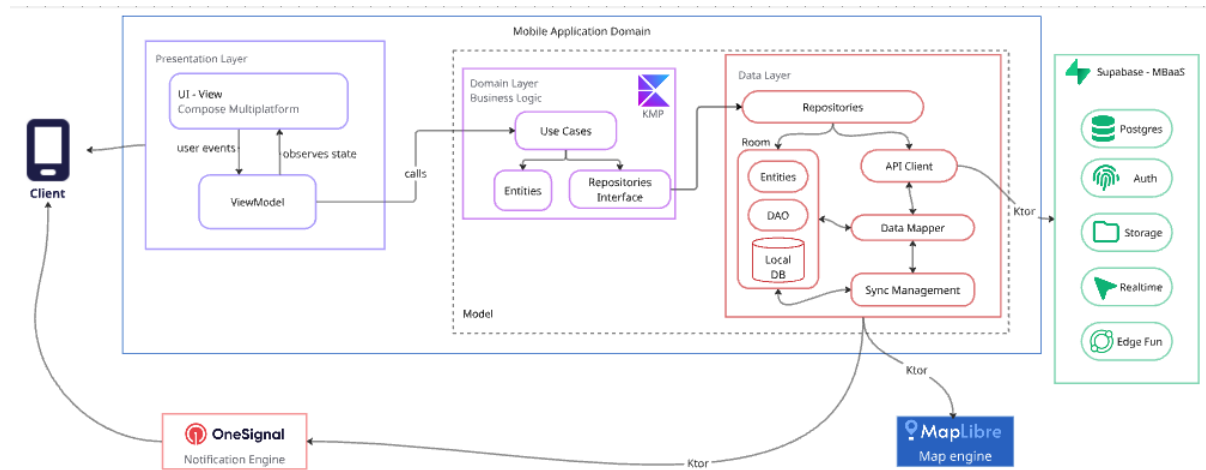 Mobile Application Domain
Presentation Layer
UI - View
Compose Multiplatform
user events
observes state
ViewModel
Client
calls
Domain Layer
Business Logic
KMP
Use Cases
Entities
Repositories
Interface
Model
Data Layer
Repositories
Room
Entities
DAO
Local
DB
API Client
Data Mapper
Sync Management
Ktor
Supabase - MBaaS
Postgres
Auth
Storage
Realtime
Edge Fun
Ktor
MapLibre
Map engine
Ktor
OneSignal
Notification Engine